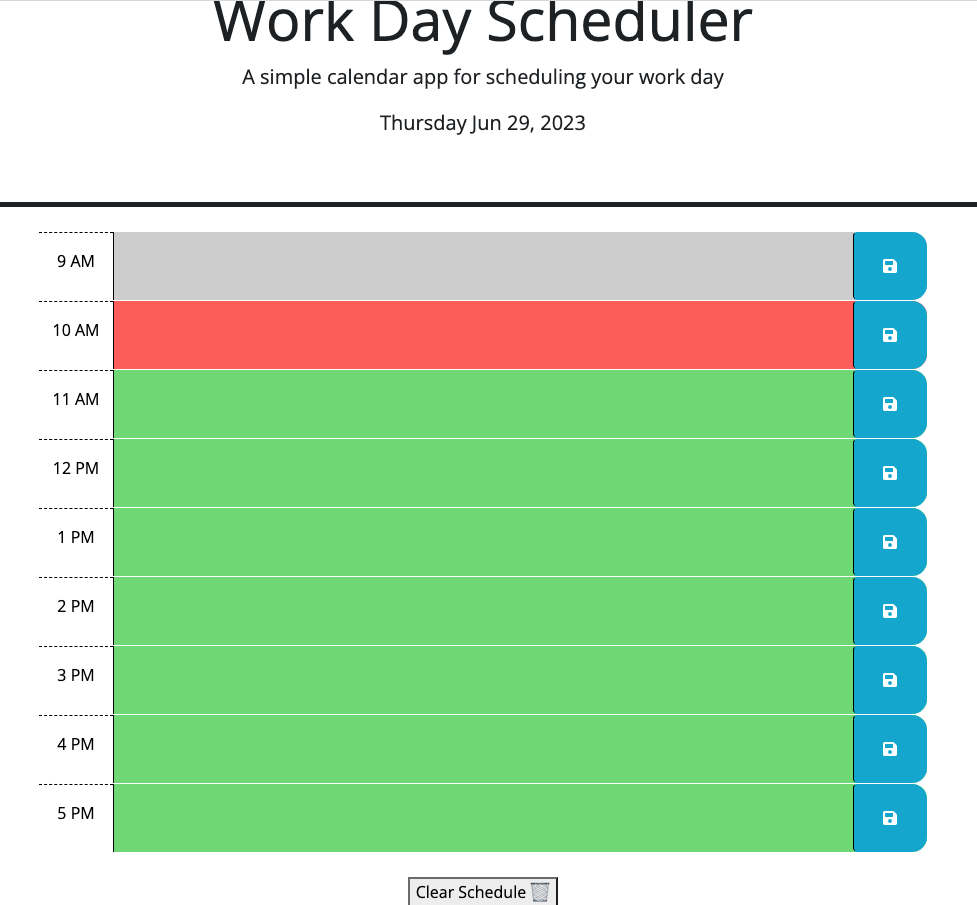 Work Day Scheduler
A simple calendar app for scheduling your work day
Thursday Jun 29, 2023
9 AM
10 AM
11 AM
12 PM
1 PM
2 PM
3 PM
4 PM
5 PM
Clear Schedule